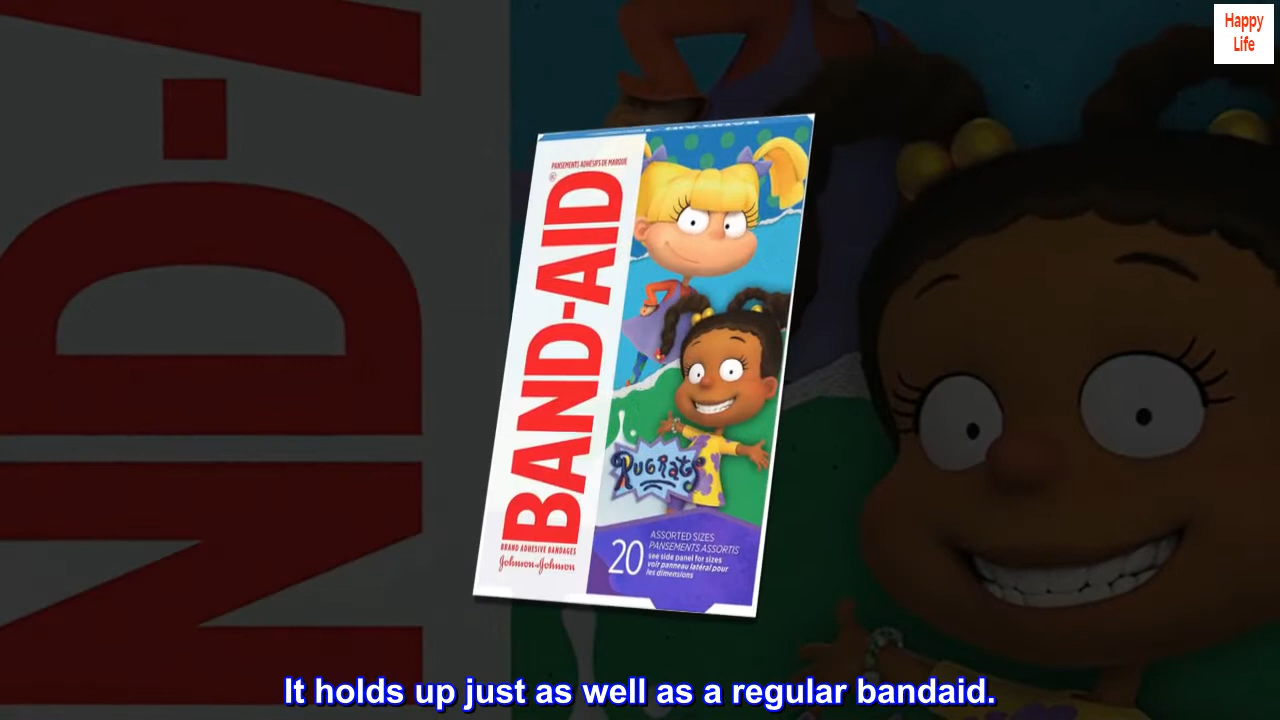 Happy
Life
PANSEMENTS ADHÉSIFS DE MARQUE
BAND-AID®
BRAND ADHESIVE BANDAGES
Johnson & Johnson
Rugrats
20
ASSORTED SIZES
PANSEMENTS ASSORTIS
see side panel for sizes
voir panneau latéral pour
les dimensions
It holds up just as well as a regular bandaid.